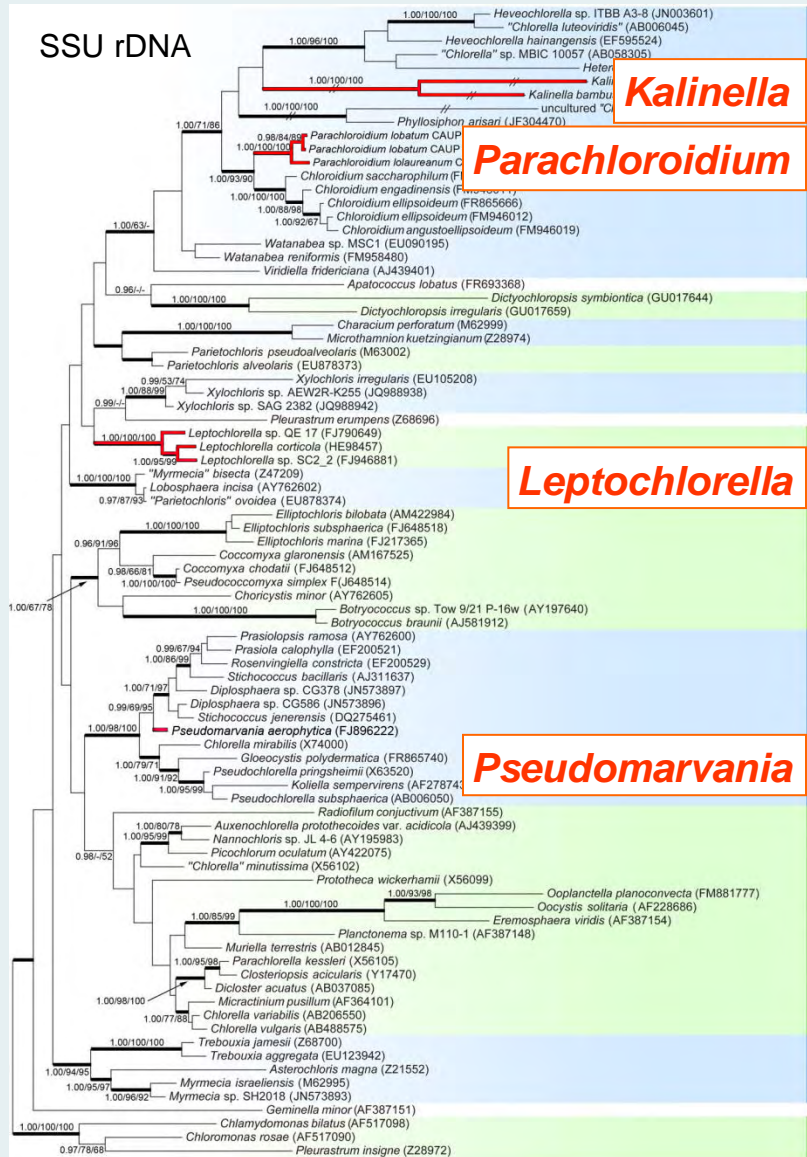 SSU rDNA
1.00/100/100
Heveochlorella sp. ITBB A3-8 (JN003601)
"Chlorella luteoviridis" (AB006045)
1.00/96/100
Heveochlorella hainangensis (EF595524)
"Chlorella" sp. MBIC 10057 (AB058305)
1.00/100/100
Kalinella bambus
Kalinella
1.00/100/100
uncultured
Phyllosiphon arisari (JF304470)
1.00/71/86
0.98/84/89
Parachloroidium lobatum CAUP
1.00/100/100
Parachloroidium lobatum CAUP
Parachloroidium lolaureanum
Parachloroidium
1.00/93/90
Chloroidium saccharophilum
1.00/100/100
Chloroidium engadinensis
Chloroidium ellipsoideum (FR865666)
1.00/88/98
Chloroidium ellipsoideum (FM946012)
1.00/92/67
Chloroidium angustoellipsoideum (FM946019)
1.00/63/-
Watanabea sp. MSC1 (EU090195)
Watanabea reniformis (FM958480)
Viridiella fridericiana (AJ439401)
0.96/-/-
Apatococcus lobatus (FR693368)
1.00/100/100
Dictyochloropsis symbiontica (GU017644)
Dictyochloropsis irregularis (GU017659)
1.00/100/100
Characium perforatum (M62999)
Microthamnion kuetzingianum (Z28974)
Parietochloris pseudoalveolaris (M63002)
Parietochloris alveolaris (EU878373)
0.99/53/74
Xylochloris irregularis (EU105208)
1.00/88/99
Xylochloris sp. AEW2R-K255 (JQ988938)
0.99/-/-
Xylochloris sp. SAG 2382 (JQ988942)
Pleurastrum erumpens (Z68696)
1.00/100/100
Leptochlorella sp. QE 17 (FJ790649)
Leptochlorella corticola (HE98457)
1.00/95/99
Leptochlorella sp. SC2_2 (FJ946881)
Leptochlorella
1.00/100/100
"Myrmecia" bisecta (Z47209)
Lobosphaera incisa (AY762602)
0.97/87/93
"Parietochloris" ovoidea (EU878374)
Elliptochloris bilobata (AM422984)
1.00/100/100
Elliptochloris subsphaerica (FJ648518)
Elliptochloris marina (FJ217365)
0.96/91/96
Coccomyxa glaronensis (AM167525)
0.98/66/81
Coccomyxa chodatii (FJ648512)
1.00/100/100
Pseudococcomyxa simplex F(J648514)
1.00/67/78
Choricystis minor (AY762605)
1.00/100/100
Botryococcus sp. Tow 9/21 P-16w (AY197640)
Botryococcus braunii (AJ581912)
Prasiolopsis ramosa (AY762600)
0.99/67/94
Prasiola calophylla (EF200521)
1.00/86/99
Rosenvingiella constricta (EF200529)
Stichococcus bacillaris (AJ311637)
1.00/71/97
Diplosphaera sp. CG378 (JN573897)
0.99/69/95
Diplosphaera sp. CG586 (JN573896)
Stichococcus jenerensis (DQ275461)
1.00/98/100
Pseudomarvania aerophytica (FJ896222)
Chlorella mirabilis (X74000)
1.00/79/71
Gloeocystis polydermatica (FR865740)
1.00/91/92
Pseudochlorella pringsheimii (X63520)
Pseudomarvania
1.00/95/99
Koliella sempervirens (AF278743
Pseudochlorella subsphaerica (AB006050)
Radiofilum conjuctivum (AF387155)
1.00/80/78
Auxenochlorella protothecoides var. acidicola (AJ439399)
1.00/95/99
Nannochloris sp. JL 4-6 (AY195983)
Picochlorum oculatum (AY422075)
0.98/-/52
"Chlorella" minutissima (X56102)
Prototheca wickerhamii (X56099)
1.00/93/98
Ooplanctella planoconvecta (FM881777)
1.00/100/100
Oocystis solitaria (AF228686)
1.00/85/99
Eremosphaera viridis (AF387154)
Planctonema sp. M110-1 (AF387148)
Muriella terrestris (AB012845)
1.00/95/98
Parachlorella kessleri (X56105)
Closteriopsis acicularis (Y17470)
Dicloster acuatus (AB037085)
1.00/98/100
Micractinium pusillum (AF364101)
1.00/77/88
Chlorella variabilis (AB206550)
Chlorella vulgaris (AB488575)
1.00/100/100
Trebouxia jamesii (Z68700)
Trebouxia aggregata (EU123942)
1.00/94/95
Asterochloris magna (Z21552)
1.00/95/97
Myrmecia israeliensis (M62995)
1.00/96/92
Myrmecia sp. SH2018 (JN573893)
Geminella minor (AF387151)
1.00/100/100
Chlamydomonas bilatus (AF517098)
Chloromonas rosae (AF517090)
0.97/78/68
Pleurastrum insigne (Z28972)